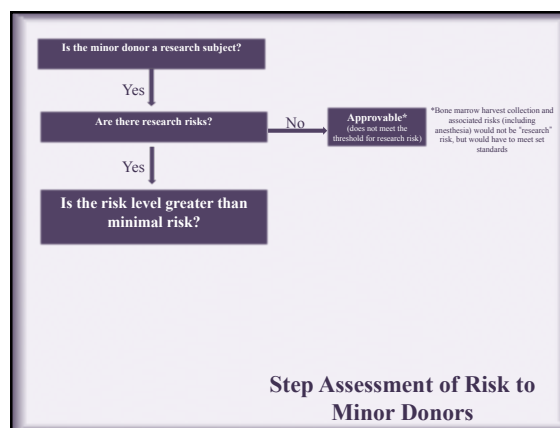 Is the minor donor a research subject?
Yes
Are there research risks?
No
Approvable*
(does not meet the
threshold for research risk)
*Bone marrow harvest collection and
associated risks (including
anesthesia) would not be "research"
risk, but would have to meet set
standards
Yes
Is the risk level greater than
minimal risk?
Step Assessment of Risk to
Minor Donors